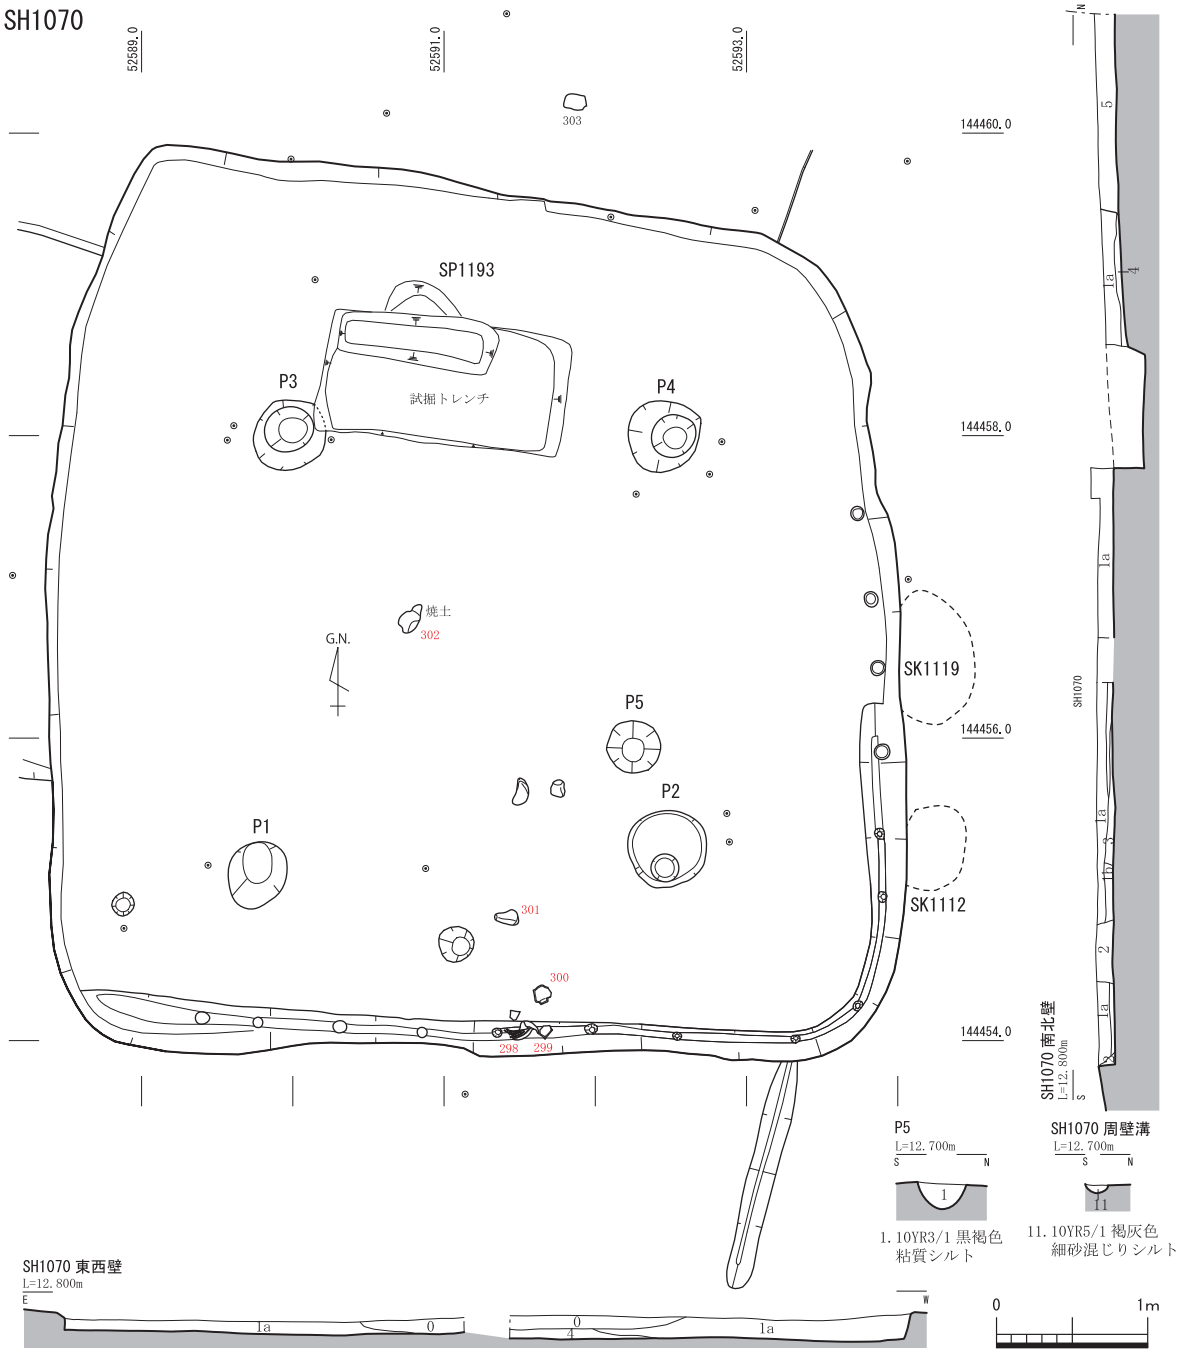 SH1070
52589.0
52591.0
52593.0
N
303
144460.0
5
SP1193
1a
4
P3
試掘トレンチ
P4
144458.0
1a
焼土
302
G.N.
SK1119
SH1070
P5
144456.0
P2
1a
3
P1
1b
SK1112
301
2
300
1a
298
299
144454.0
SH1070 南北壁
L=12.800m
S
P5
L=12.700m
S
N
1
1. 10YR3/1 黒褐色
粘質シルト
SH1070 周壁溝
L=12.700m
S
N
11
11. 10YR5/1 褐灰色
細砂混じりシルト
SH1070 東西壁
L=12.800m
E
W
1a
0
0
4
1a
0
1m